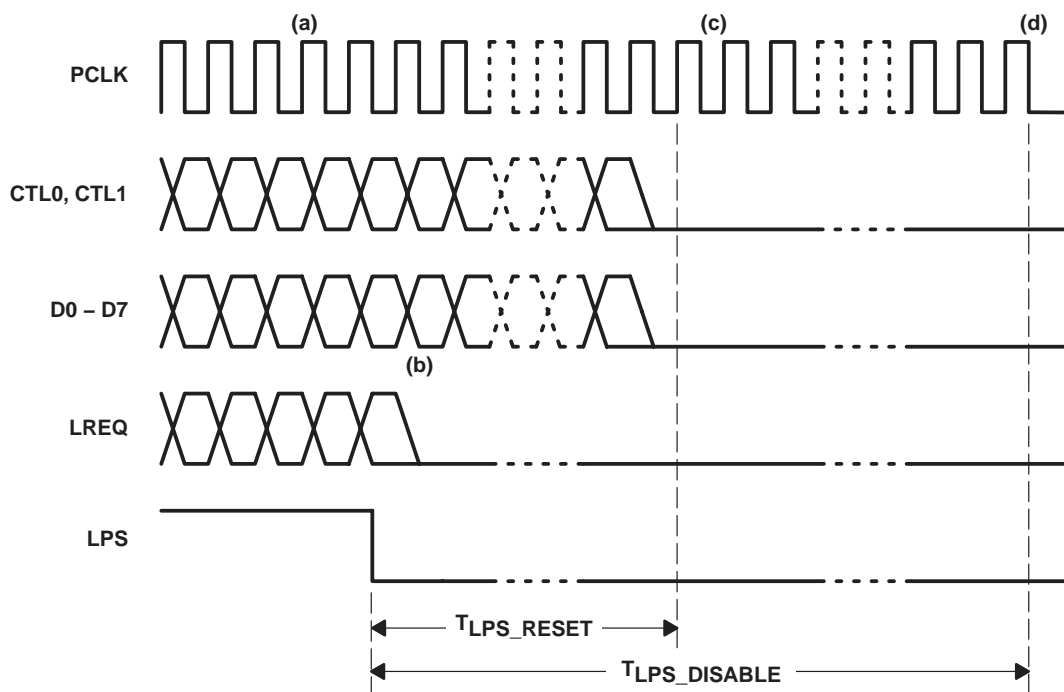 (a) (c) (d)
PCLK
CTL0, CTL1
D0 – D7
(b)
LREQ
LPS
TLPS_RESET
TLPS_DISABLE